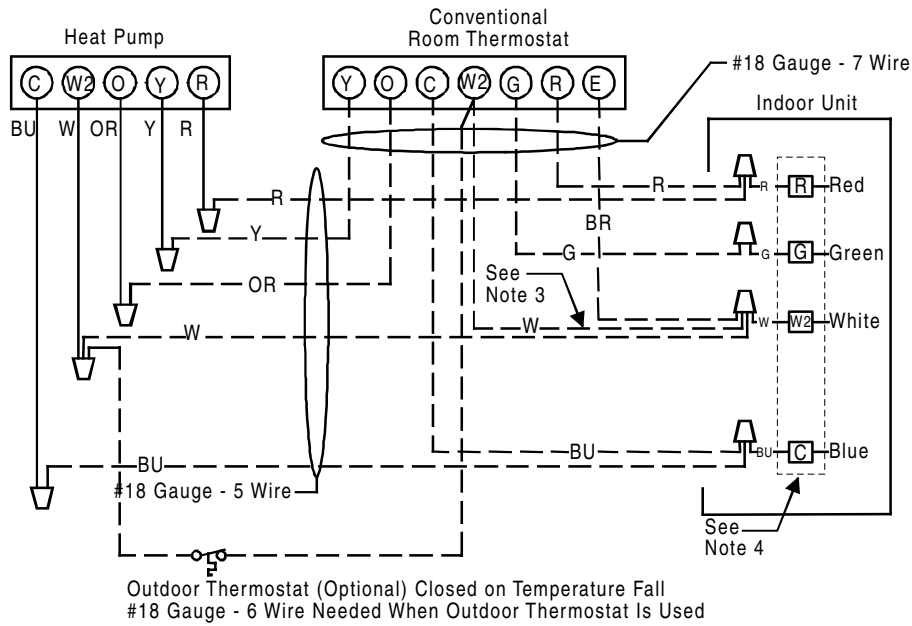 Heat Pump
C W2 O Y R
BU W OR Y R
Conventional
Room Thermostat
Y O C W2 G R E
#18 Gauge - 7 Wire
Indoor Unit
R R R Red
BR
Y G G G Green
OR See
Note 3
W W W W2 White
BU BU BU C Blue
#18 Gauge - 5 Wire
See
Note 4
Outdoor Thermostat (Optional) Closed on Temperature Fall
#18 Gauge - 6 Wire Needed When Outdoor Thermostat Is Used